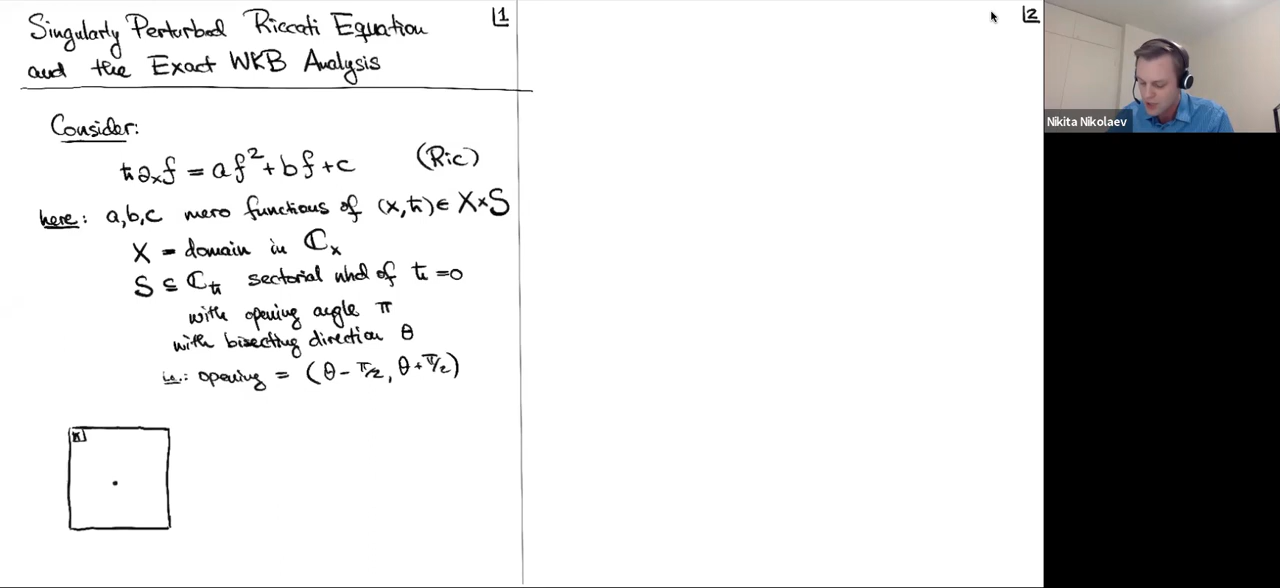 Singularly Perturbed Riccati Equation
and the Exact WKB Analysis
1
2
Consider:
ħ∂ₓf = af² + bf + c (Ric)
here: a,b,c mero functions of (x,ħ) ∈ X×S
X = domain in ℂₓ
S ⊆ ℂ_ħ sectorial nhd of ħ = 0
with opening angle π
with bisecting direction θ
i.e.: opening = (θ - π/2, θ + π/2)
ħ
Nikita Nikolaev